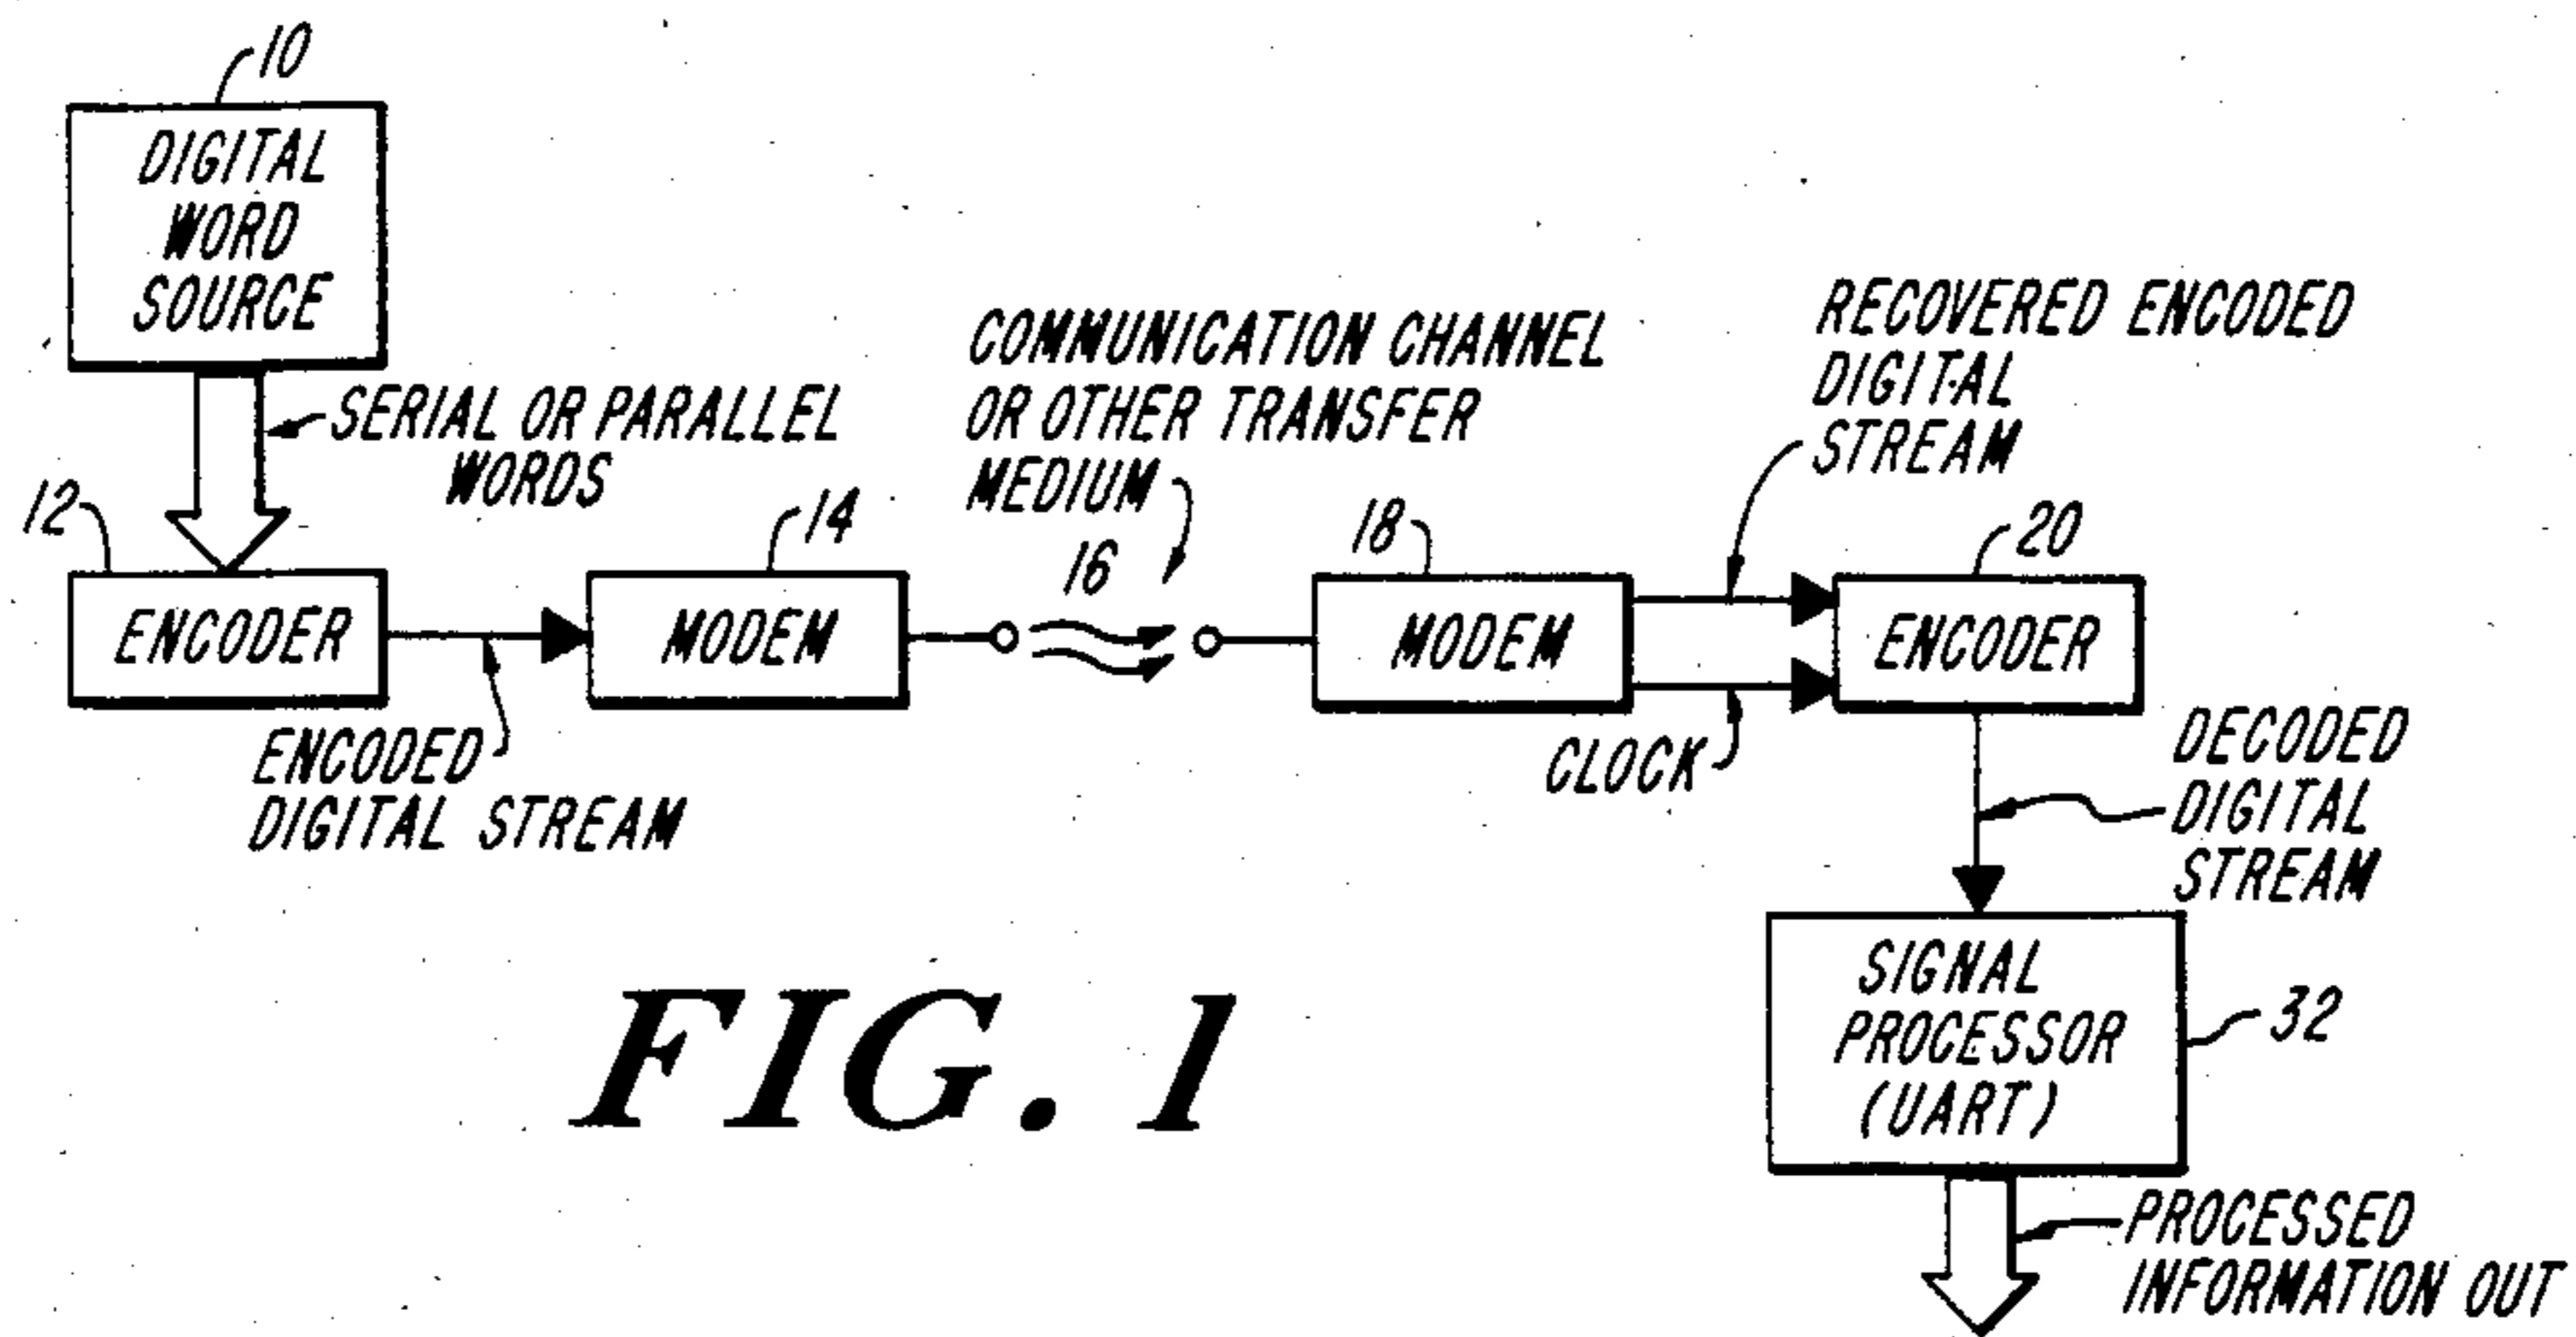 10
DIGITAL
WORD
SOURCE
SERIAL OR PARALLEL
WORDS
12
ENCODER
ENCODED
DIGITAL STREAM
14
MODEM
COMMUNICATION CHANNEL
OR OTHER TRANSFER
MEDIUM
16
18
MODEM
RECOVERED ENCODED
DIGITAL
STREAM
CLOCK
20
ENCODER
DECODED
DIGITAL
STREAM
SIGNAL
PROCESSOR
(UART)
32
PROCESSED
INFORMATION OUT
FIG. 1